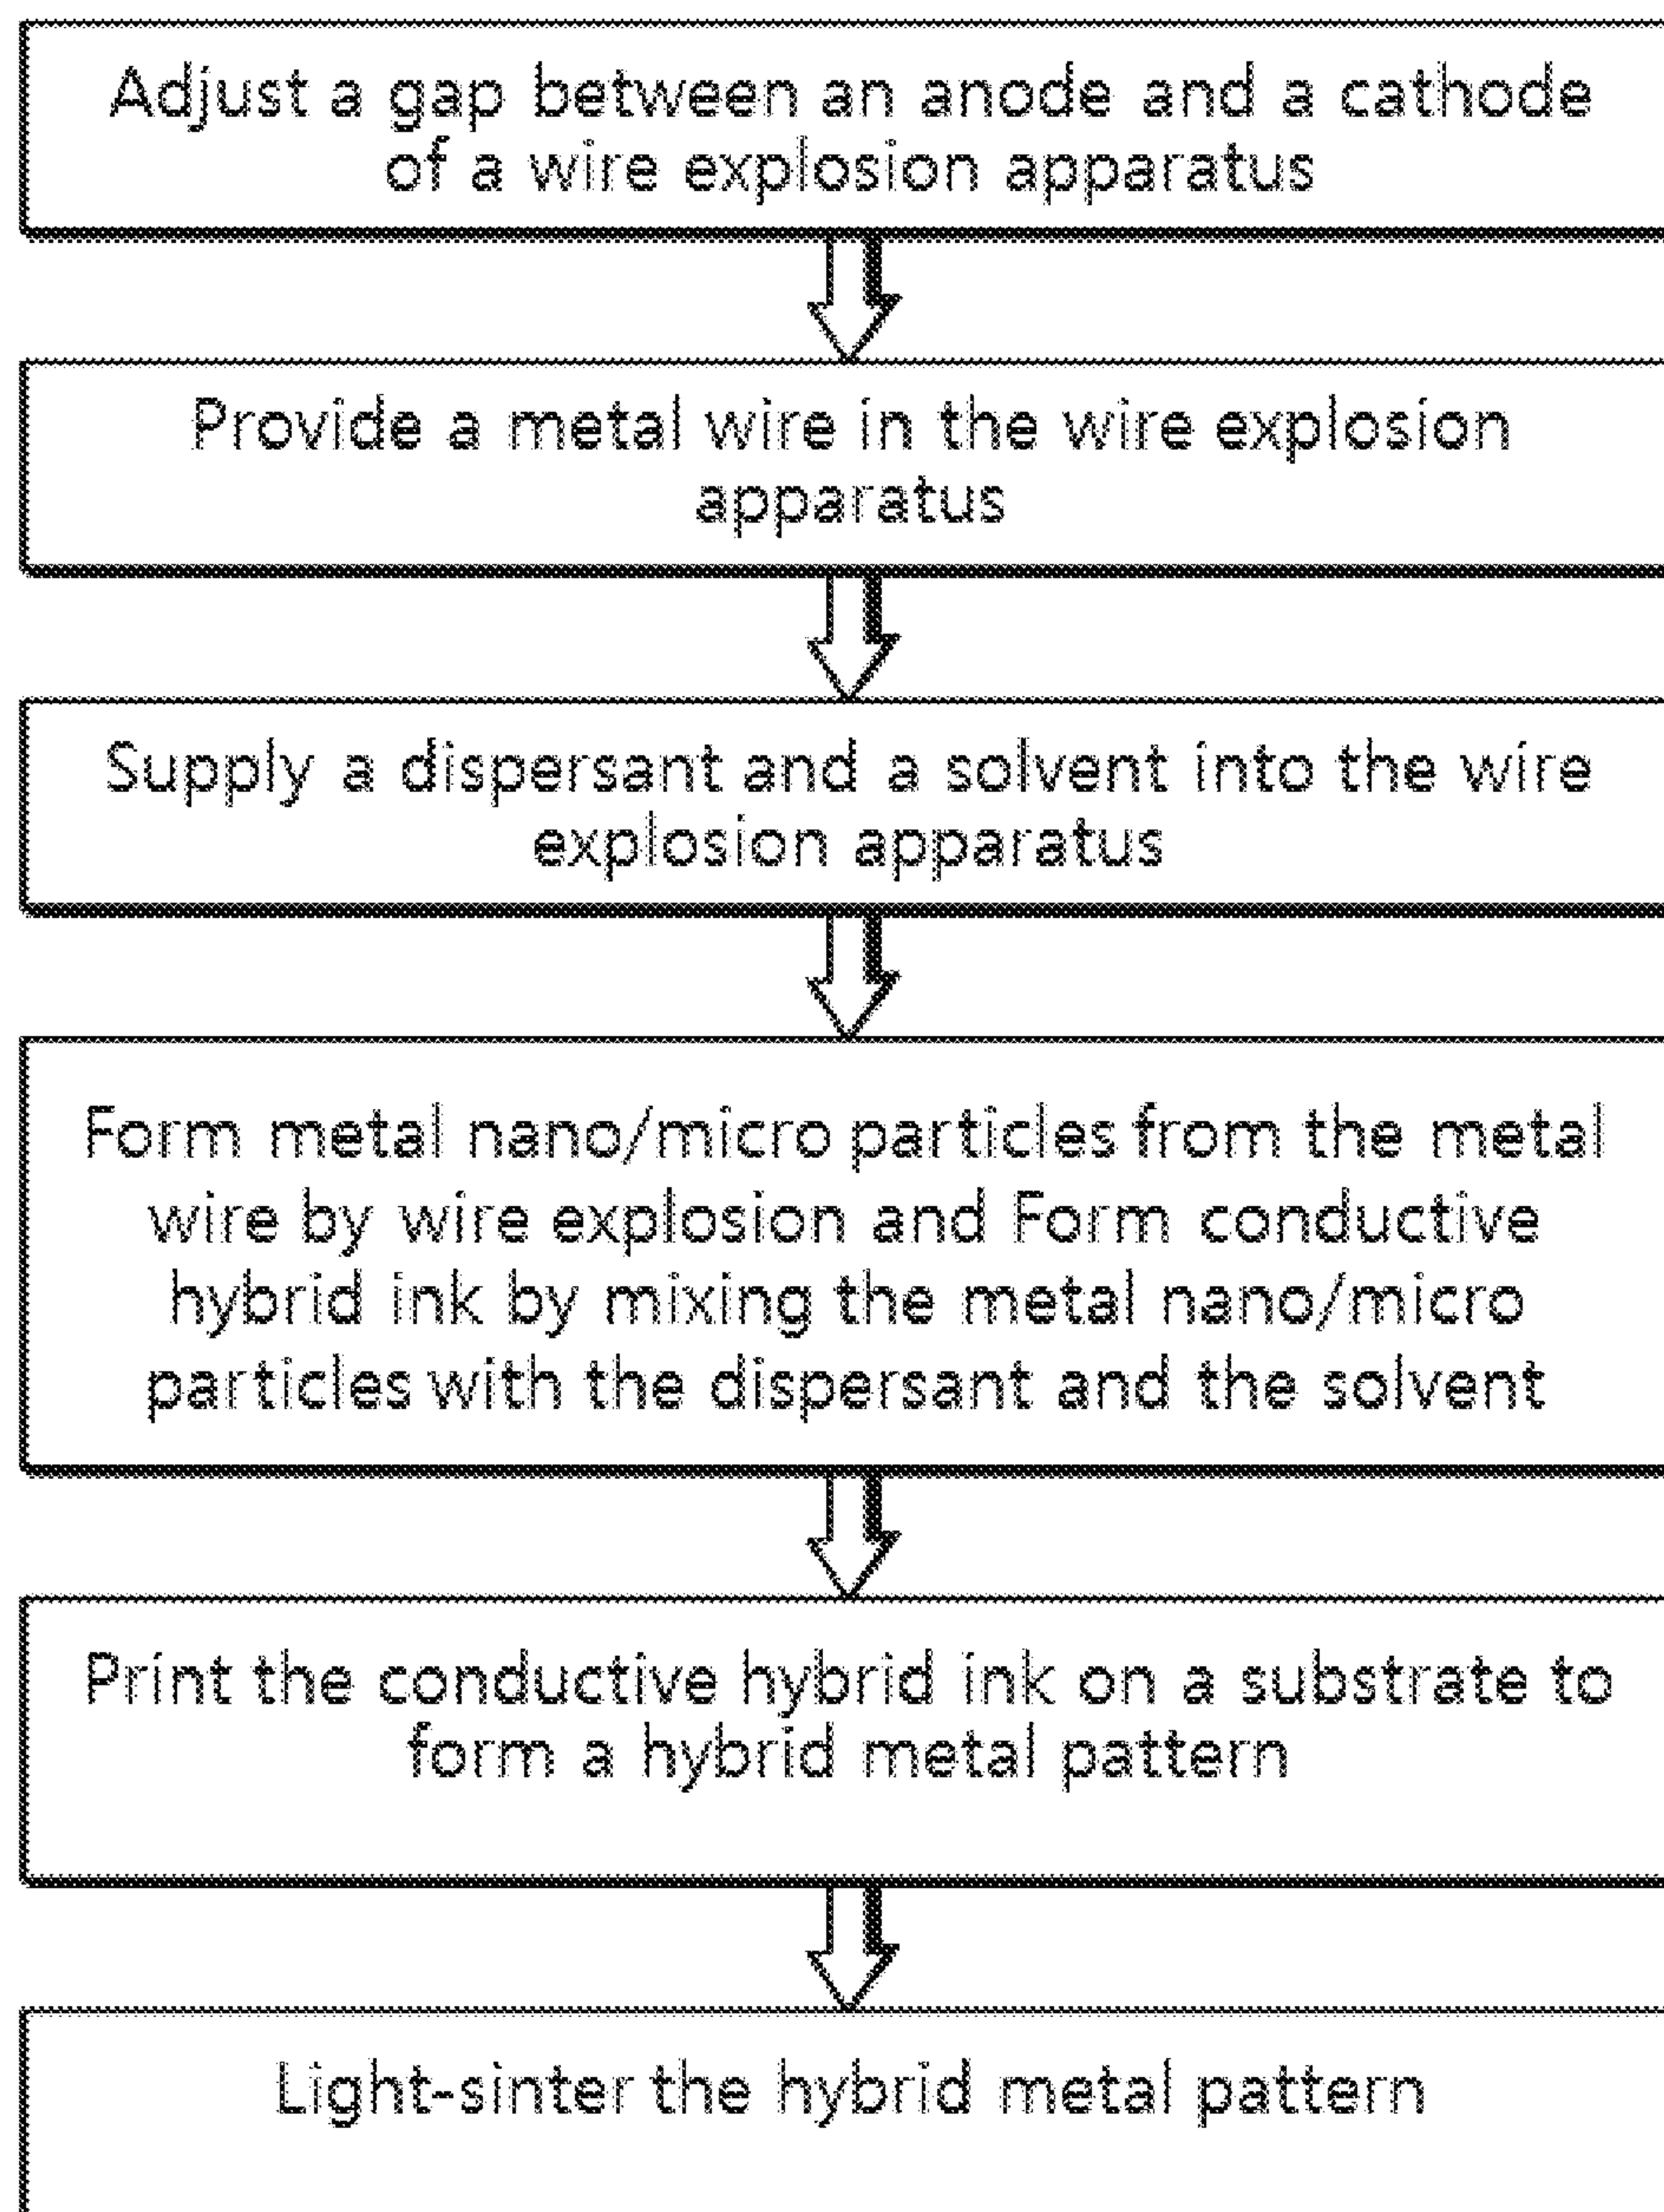 Adjust a gap between an anode and a cathode
of a wire explosion apparatus
Provide a metal wire in the wire explosion
apparatus
Supply a dispersant and a solvent into the wire
explosion apparatus
Form metal nano/micro particles from the metal
wire by wire explosion and Form conductive
hybrid ink by mixing the metal nano/micro
particles with the dispersant and the solvent
Print the conductive hybrid ink on a substrate to
form a hybrid metal pattern
Light-sinter the hybrid metal pattern